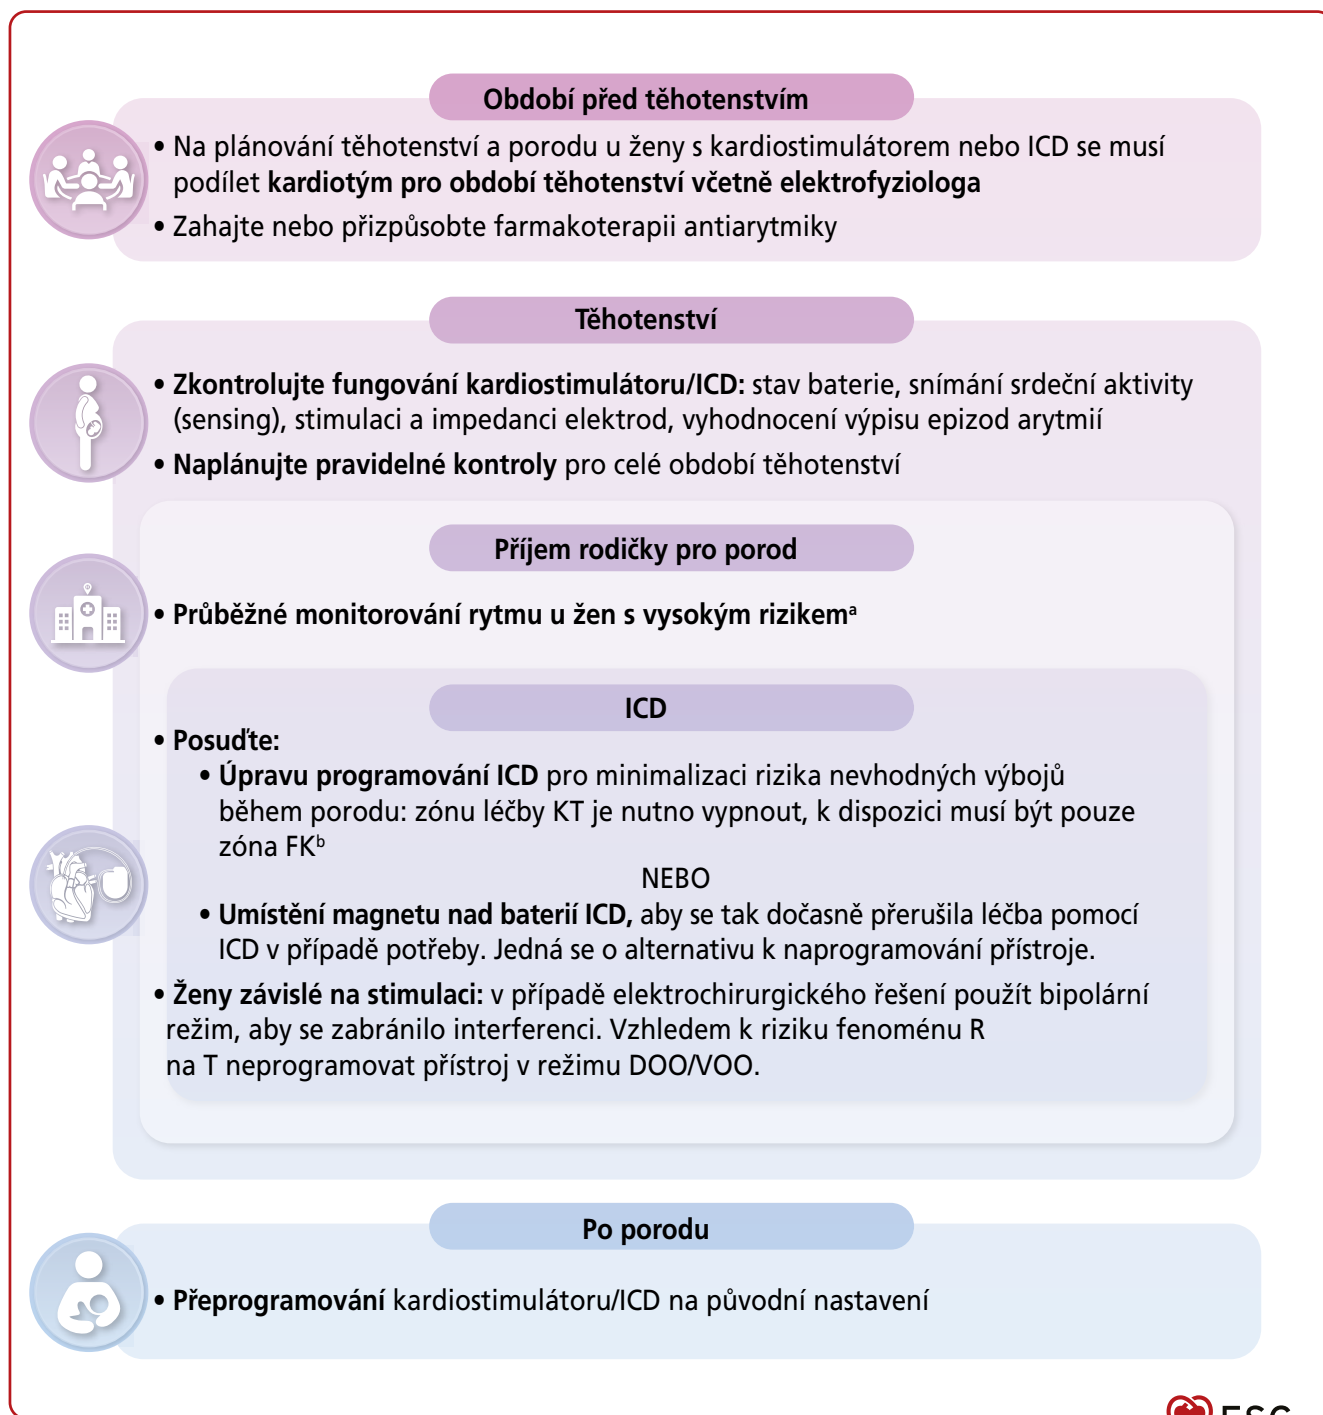 Období před těhotenstvím
• Na plánování těhotenství a porodu u ženy s kardiostimulátorem nebo ICD se musí
podílet kardiotým pro období těhotenství včetně elektrofyziologa
• Zahajte nebo přizpůsobte farmakoterapii antiarytmiky
Těhotenství
• Zkontrolujte fungování kardiostimulátoru/ICD: stav baterie, snímání srdeční aktivity
(sensing), stimulaci a impedanci elektrod, vyhodnocení výpisu epizod arytmií
• Naplánujte pravidelné kontroly pro celé období těhotenství
Příjem rodičky pro porod
• Průběžné monitorování rytmu u žen s vysokým rizikemᵃ
ICD
• Posuďte:
• Úpravu programování ICD pro minimalizaci rizika nevhodných výbojů
během porodu: zónu léčby KT je nutno vypnout, k dispozici musí být pouze
zóna FKᵇ
NEBO
• Umístění magnetu nad baterií ICD, aby se tak dočasně přerušila léčba pomocí
ICD v případě potřeby. Jedná se o alternativu k naprogramování přístroje.
• Ženy závislé na stimulaci: v případě elektrochirurgického řešení použít bipolární
režim, aby se zabránilo interferenci. Vzhledem k riziku fenoménu R
na T neprogramovat přístroj v režimu DOO/VOO.
Po porodu
• Přeprogramování kardiostimulátoru/ICD na původní nastavení
ESC